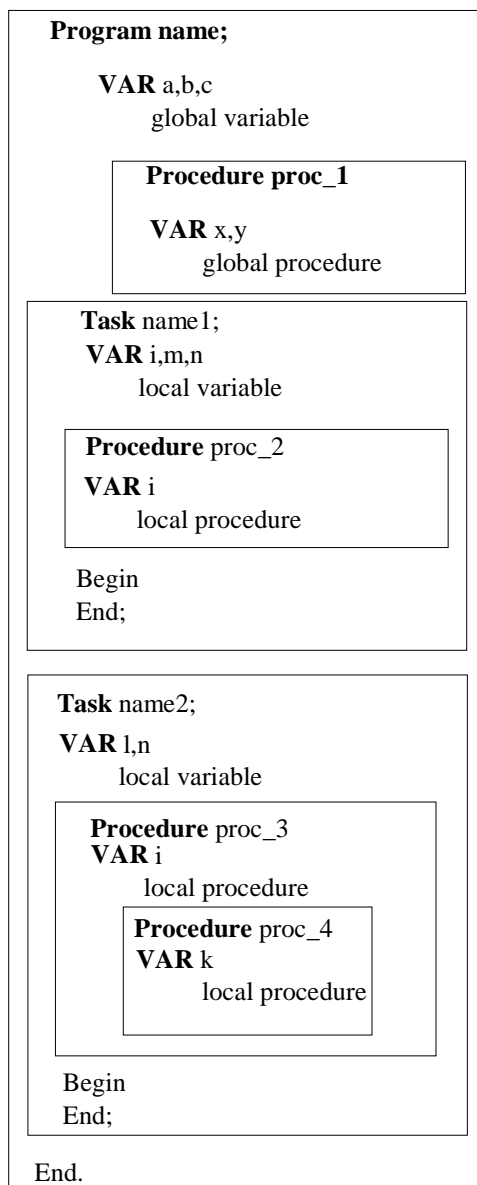 Program name;
VAR a,b,c
global variable
Procedure proc_1
VAR x,y
global procedure
Task name1;
VAR i,m,n
local variable
Procedure proc_2
VAR i
local procedure
Begin
End;
Task name2;
VAR l,n
local variable
Procedure proc_3
VAR i
local procedure
Procedure proc_4
VAR k
local procedure
Begin
End;
End.